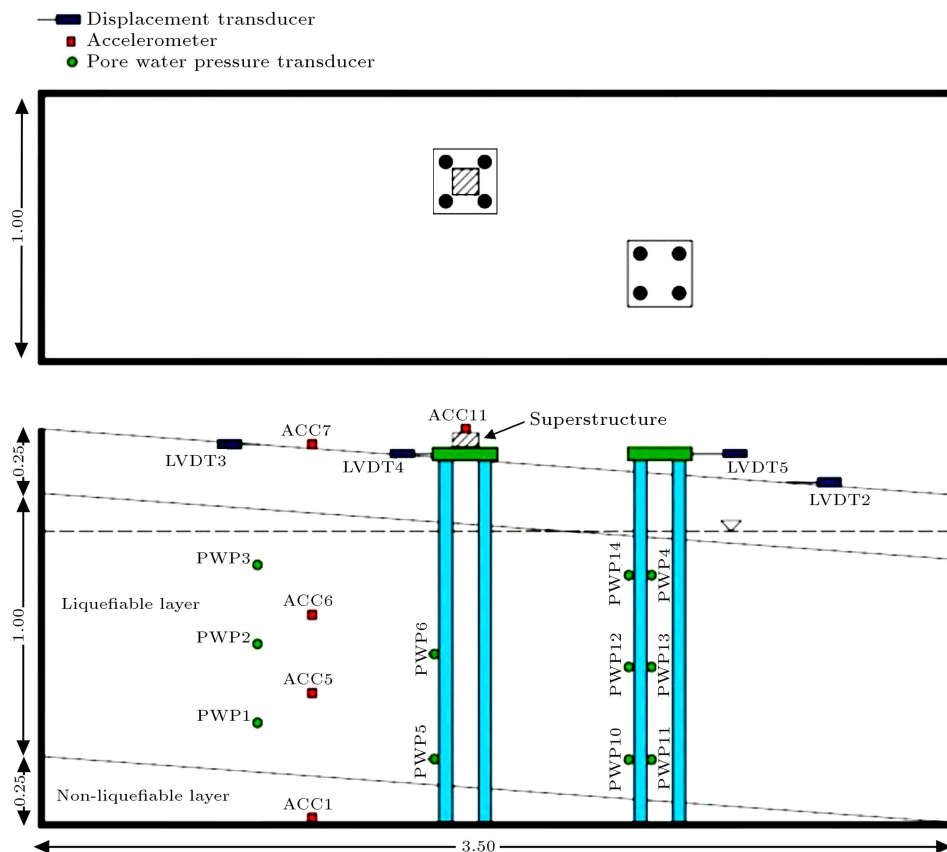 Displacement transducer
Accelerometer
Pore water pressure transducer
1.00
ACC11
Superstructure
ACC7
LVDT3
LVDT4
LVDT5
LVDT2
0.25
PWP3
PWP14
PWP4
Liquefiable layer
ACC6
1.00
PWP2
PWP6
PWP12
PWP13
ACC5
PWP1
PWP5
PWP10
PWP11
0.25
Non-liquefiable layer
ACC1
3.50